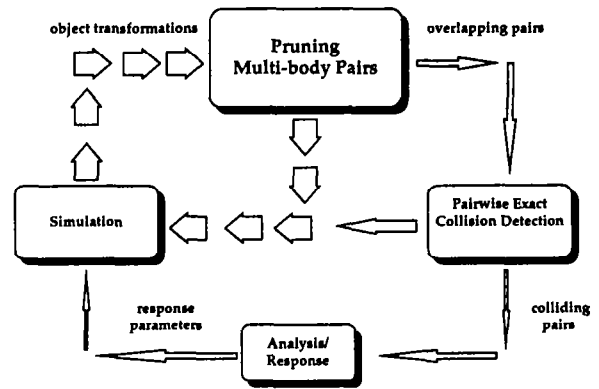 object transformations
Pruning
Multi-body Pairs
overlapping pairs
Simulation
Pairwise Exact
Collision Detection
response
parameters
colliding
pairs
Analysis/
Response